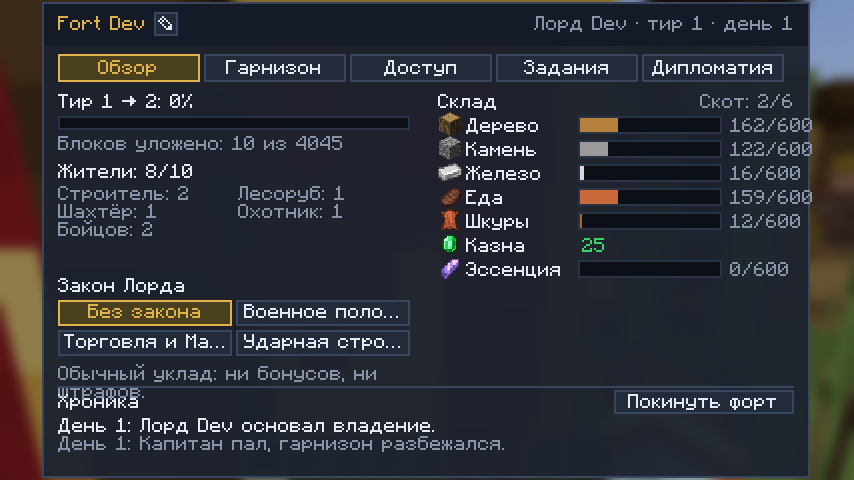 Fort Dev
Лорд Dev · тир 1 · день 1
Обзор
Гарнизон
Доступ
Задания
Дипломатия
Тир 1 → 2: 0%
Блоков уложено: 10 из 4045
Жители: 8/10
Строитель: 2 Лесоруб: 1
Шахтёр: 1 Охотник: 1
Бойцов: 2
Закон Лорда
Без закона
Военное поло...
Торговля и Ма...
Ударная стро...
Обычный уклад: ни бонусов, ни
штрафов.
Склад
Скот: 2/6
Дерево 162/600
Камень 122/600
Железо 16/600
Еда 159/600
Шкуры 12/600
Казна 25
Эссенция 0/600
Хроника
Покинуть форт
День 1: Лорд Dev основал владение.
День 1: Капитан пал, гарнизон разбежался.